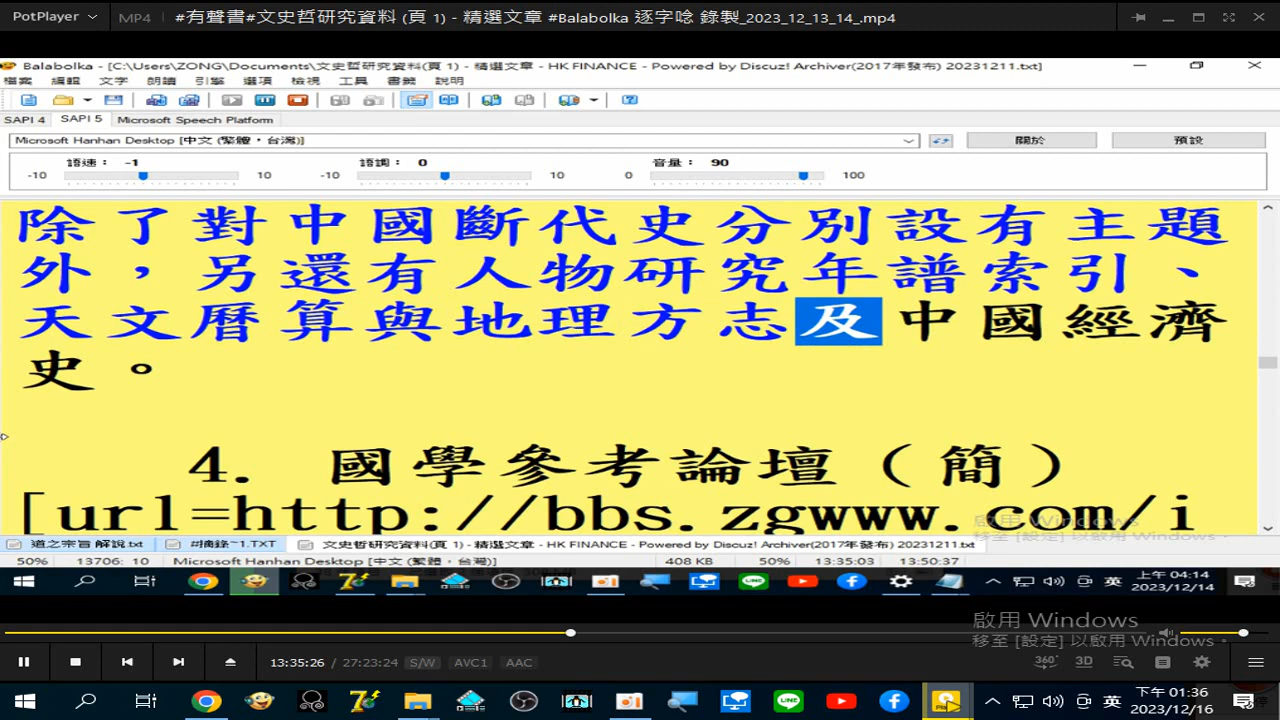 PotPlayer MP4 #有聲書#文史哲研究資料 (頁 1) - 精選文章 #Balabolka 逐字唸 錄製_2023_12_13_14_.mp4
Balabolka - [C:\Users\ZONG\Documents\文史哲研究資料(頁 1) - 精選文章 - HK FINANCE - Powered by Discuz! Archiver(2017年發布) 20231211.txt]
檔案 編輯 文字 朗讀 引擎 選項 檢視 工具 書籤 說明
SAPI 4 SAPI 5 Microsoft Speech Platform
Microsoft Hanhan Desktop [中文 (繁體，台灣)] 關於 預設
語速： -1 語調： 0 音量： 90
-10 10 -10 10 0 100
除了對中國斷代史分別設有主題
外，另還有人物研究年譜索引、
天文曆算與地理方志及中國經濟
史。
4. 國學參考論壇（簡）
[url=http://bbs.zgwww.com/i
道之宗旨 解說.txt #摘錄~1.TXT 文史哲研究資料(頁 1) - 精選文章 - HK FINANCE - Powered by Discuz! Archiver(2017年發布) 20231211.txt
50% 13706: 10 Microsoft Hanhan Desktop [中文 (繁體，台灣)] 408 KB 50% 13:35:03 13:50:37
英 上午 04:14
2023/12/14
啟用 Windows
移至 [設定] 以啟用 Windows。
13:35:26 / 27:23:24 S/W AVC1 AAC 360° 3D
英 下午 01:36
2023/12/16